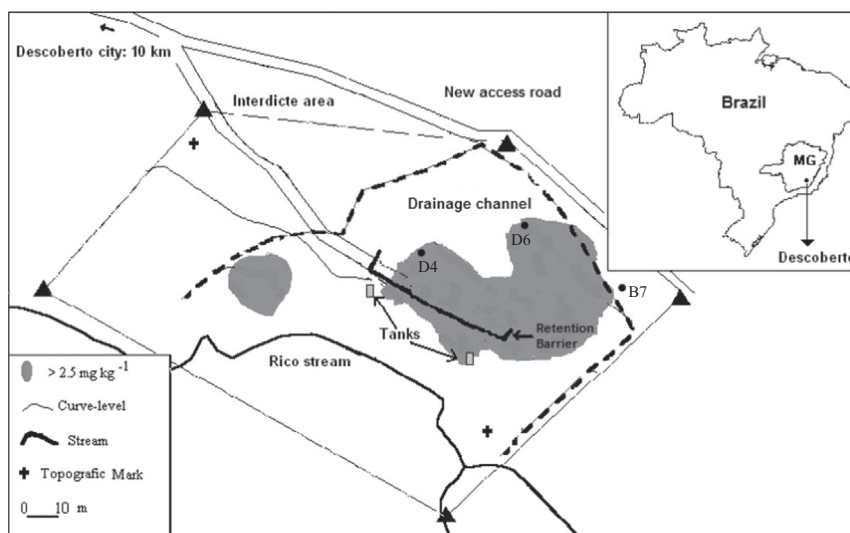 Descoberto city: 10 km
Interdicte area
New access road
Brazil
MG
Descoberto
Drainage channel
D6
D4
B7
Tanks
Retention
Barrier
Rico stream
> 2.5 mg kg -1
Curve-level
Stream
Topografic Mark
0 10 m